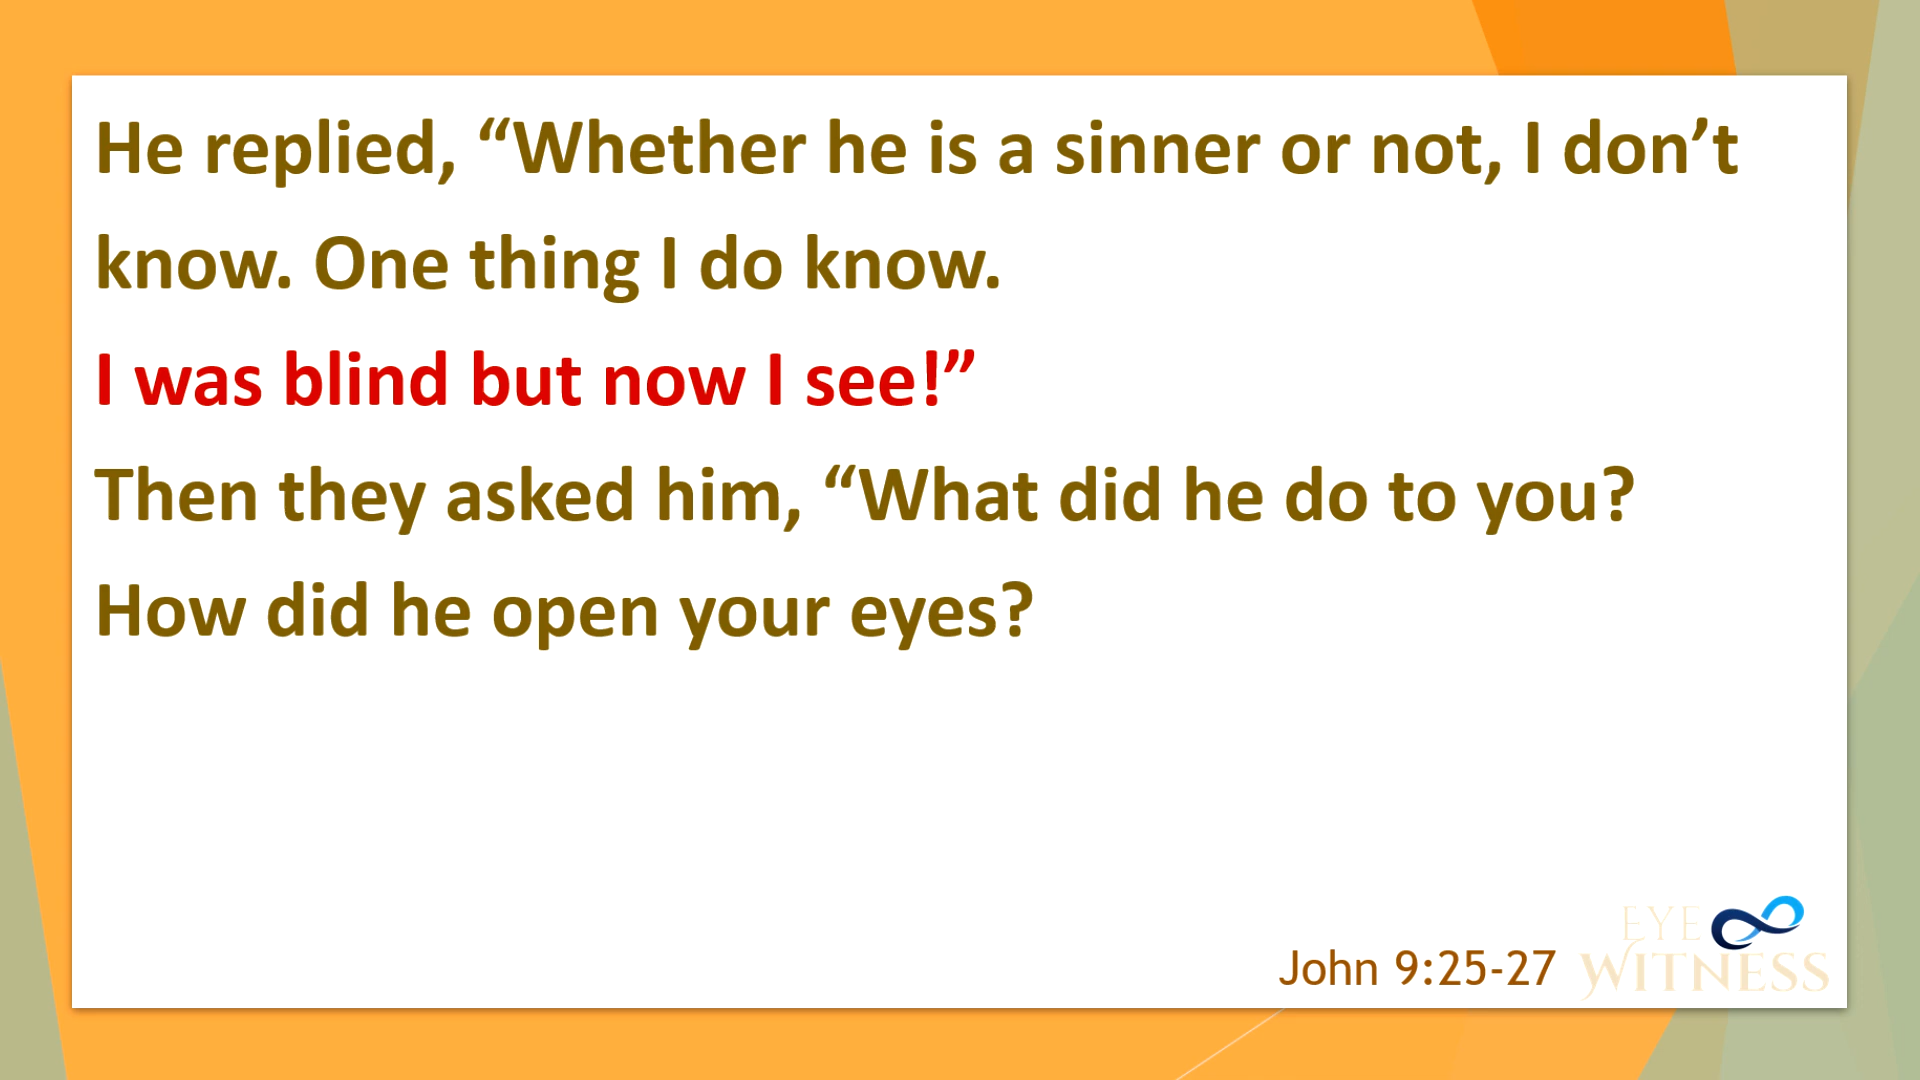 He replied, “Whether he is a sinner or not, I don’t
know. One thing I do know.
I was blind but now I see!”
Then they asked him, “What did he do to you?
How did he open your eyes?
John 9:25-27
EYE
WITNESS